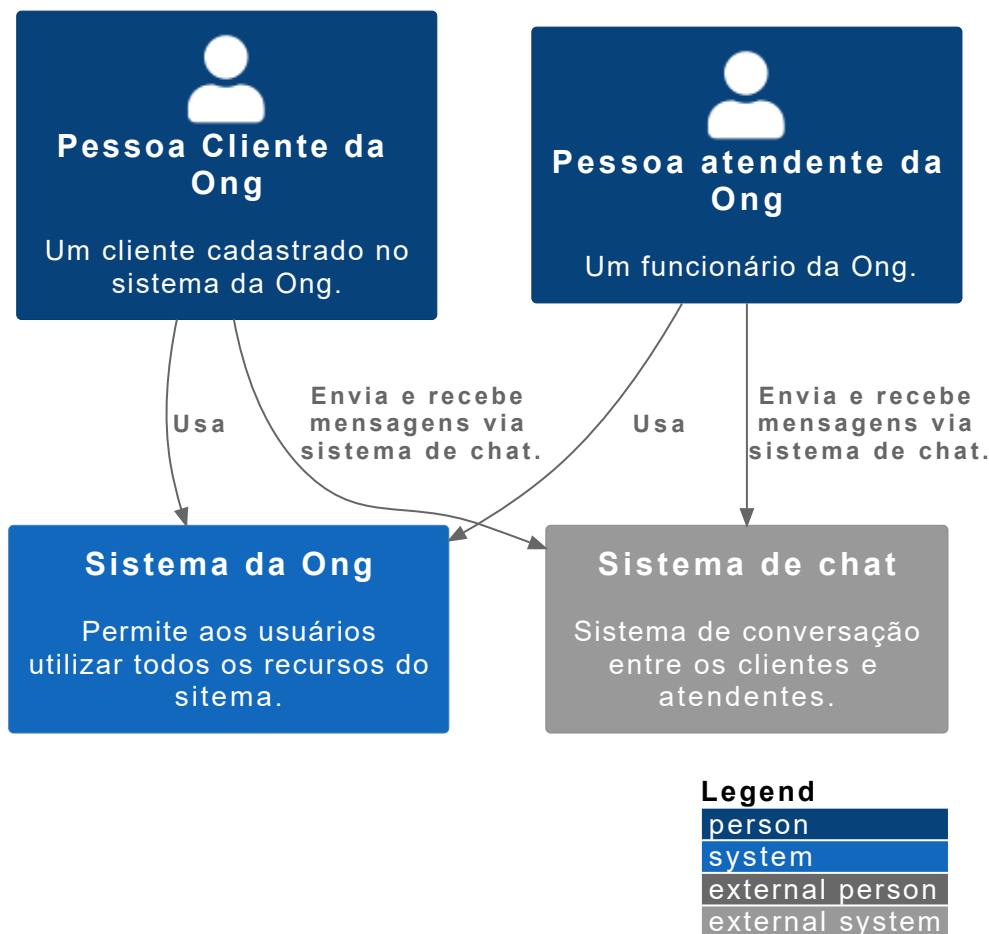 Pessoa Cliente da
Ong
Um cliente cadastrado no
sistema da Ong.
Pessoa atendente da
Ong
Um funcionário da Ong.
Usa
Envia e recebe
mensagens via
sistema de chat.
Usa
Envia e recebe
mensagens via
sistema de chat.
Sistema da Ong
Permite aos usuários
utilizar todos os recursos do
sitema.
Sistema de chat
Sistema de conversação
entre os clientes e
atendentes.
Legend
person
system
external person
external system